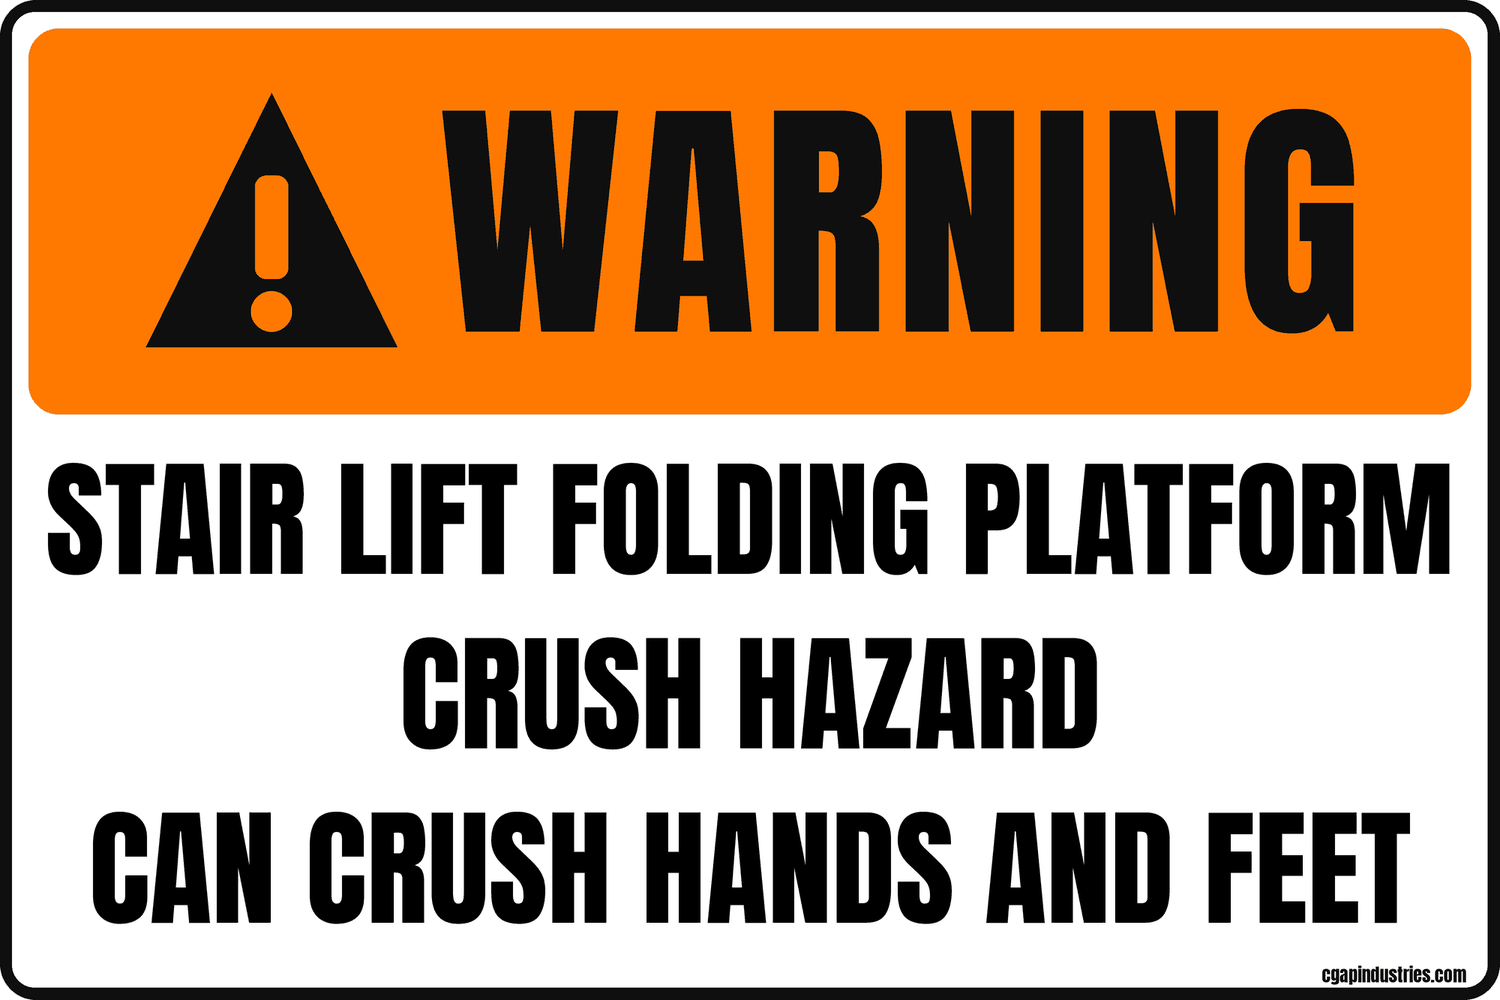 WARNING
STAIR LIFT FOLDING PLATFORM
CRUSH HAZARD
CAN CRUSH HANDS AND FEET
cgapindustries.com